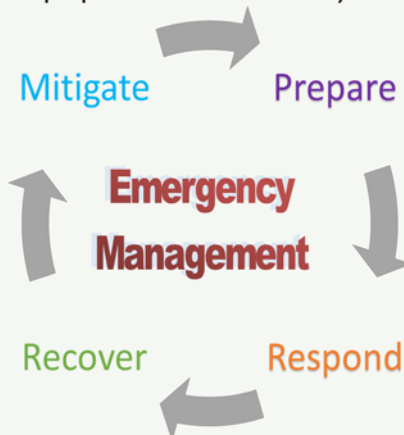 Mitigate
Prepare
Emergency
Management
Recover
Respond